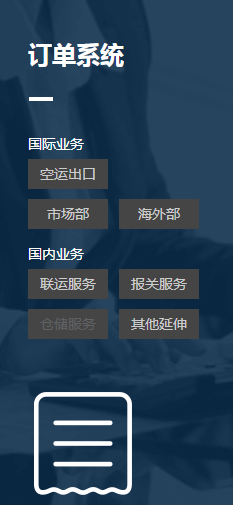 订单系统
国际业务
空运出口
市场部 海外部
国内业务
联运服务 报关服务
仓储服务 其他延伸